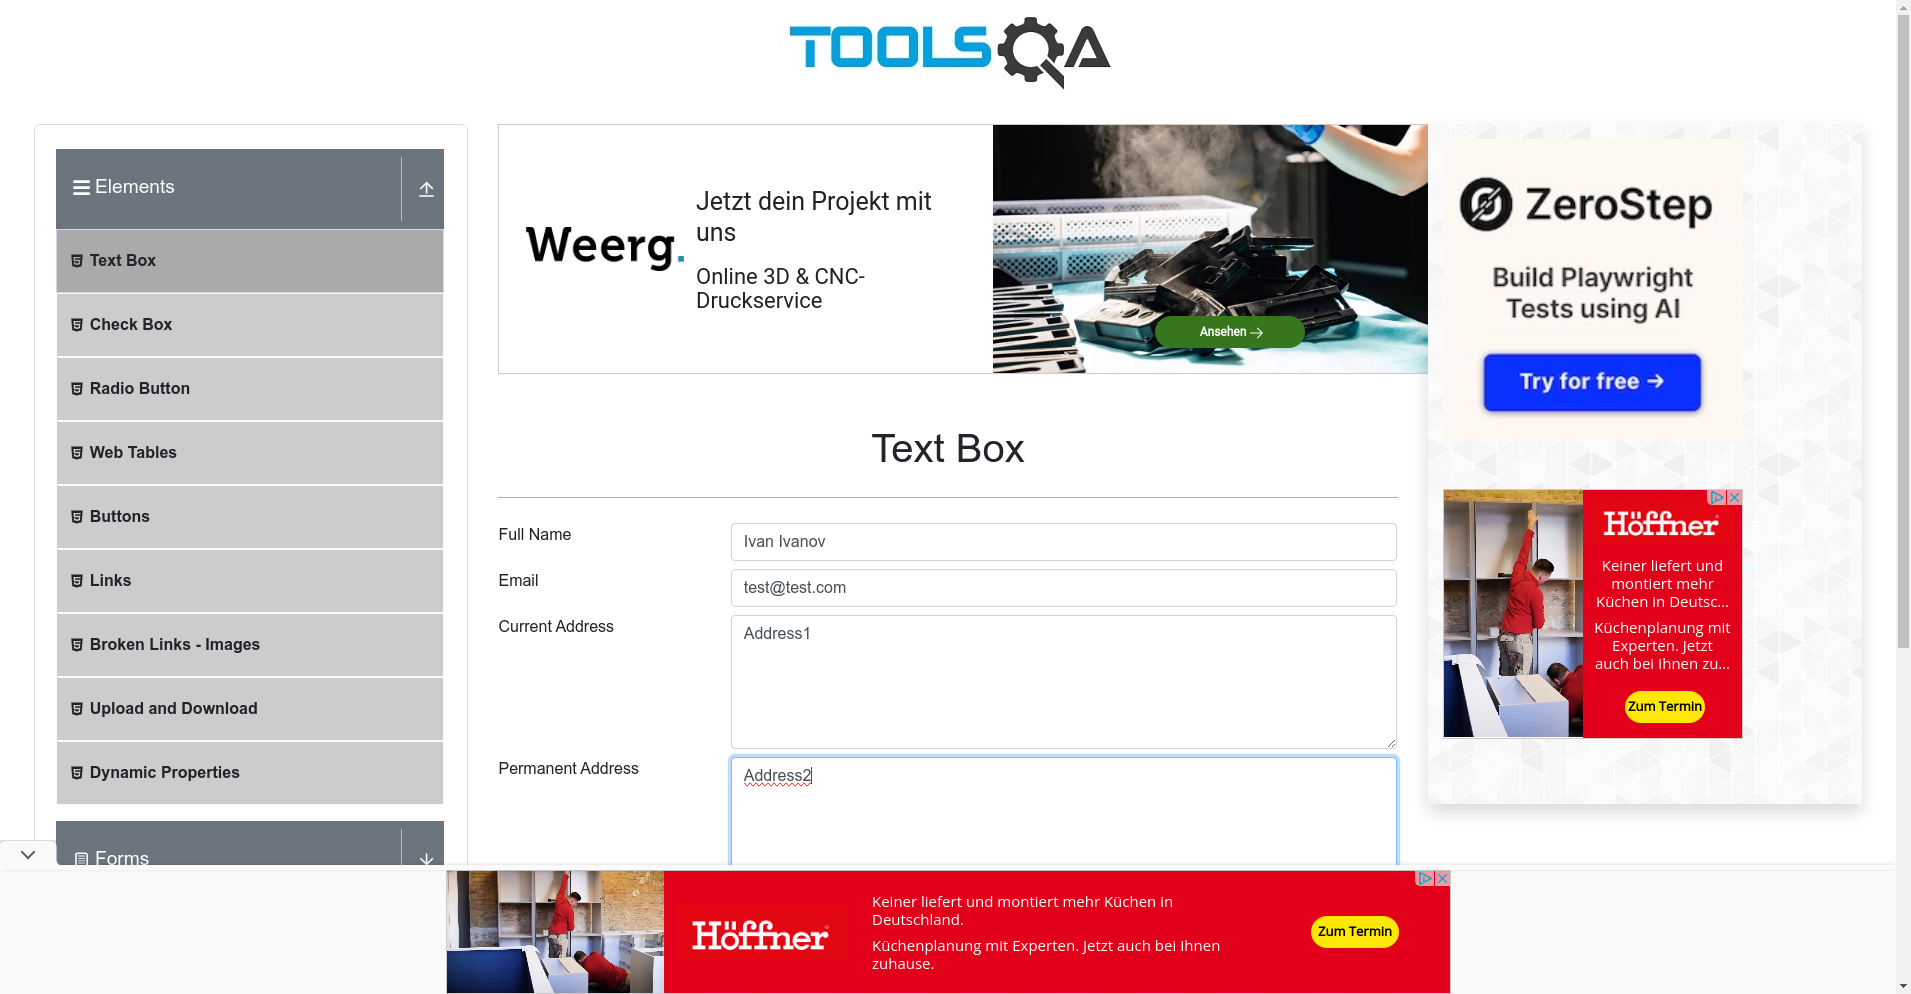 TOOLSQA
Elements
Text Box
Check Box
Radio Button
Web Tables
Buttons
Links
Broken Links - Images
Upload and Download
Dynamic Properties
Forms
Weerg.
Jetzt dein Projekt mit
uns
Online 3D & CNC-
Druckservice
Ansehen
Text Box
Full Name
Ivan Ivanov
Email
test@test.com
Current Address
Address1
Permanent Address
Address2
ZeroStep
Build Playwright
Tests using AI
Try for free →
Höffner
Keiner liefert und
montiert mehr
Küchen in Deutsc...
Küchenplanung mit
Experten. Jetzt
auch bei Ihnen zu...
Zum Termin
Höffner
Keiner liefert und montiert mehr Küchen in
Deutschland.
Küchenplanung mit Experten. Jetzt auch bei Ihnen
zuhause.
Zum Termin